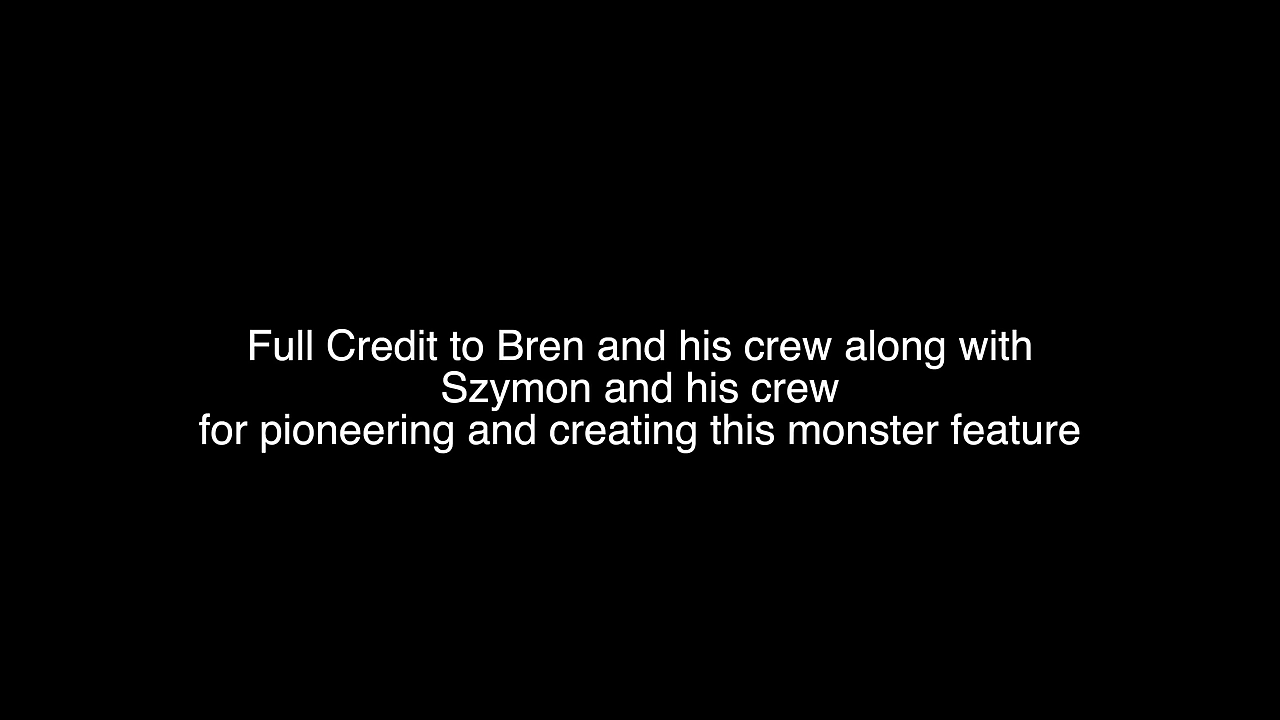 Full Credit to Bren and his crew along with
Szymon and his crew
for pioneering and creating this monster feature